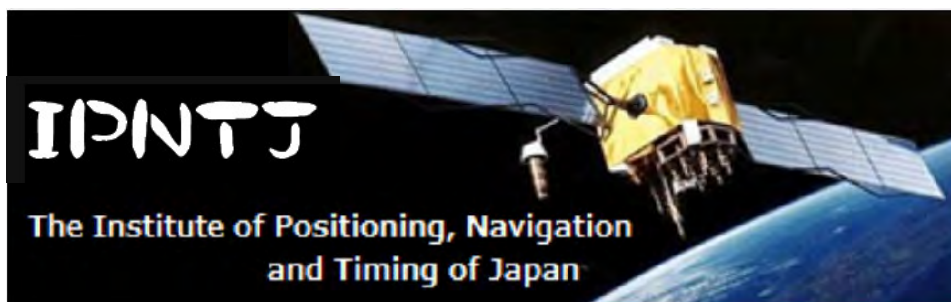 IPNTJ
The Institute of Positioning, Navigation
and Timing of Japan